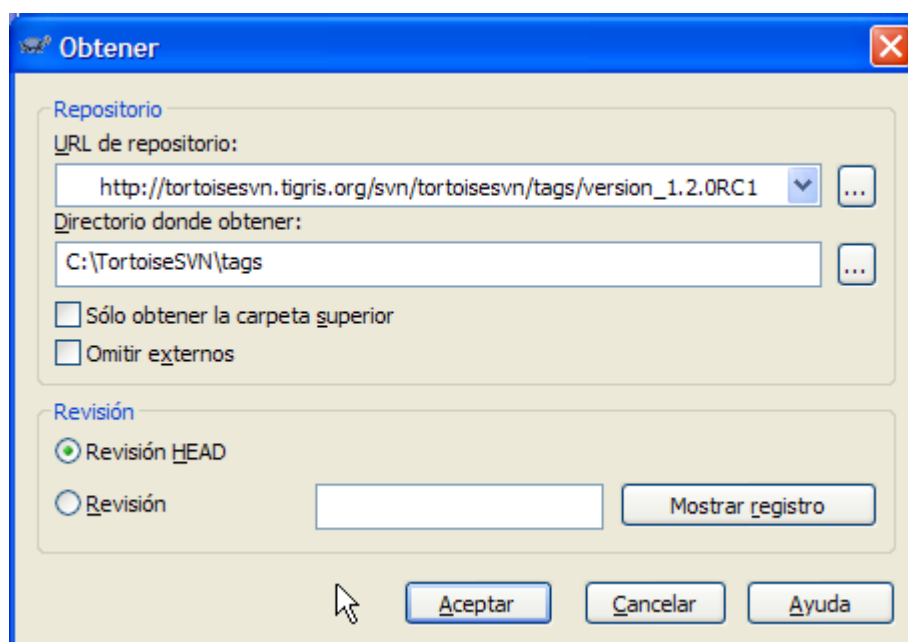 Obtener
Repositorio
URL de repositorio:
http://tortoisesvn.tigris.org/svn/tortoisesvn/tags/version_1.2.0RC1
...
Directorio donde obtener:
C:\TortoiseSVN\tags
...
Sólo obtener la carpeta superior
Omitir externos
Revisión
Revisión HEAD
Revisión
Mostrar registro
Aceptar
Cancelar
Ayuda